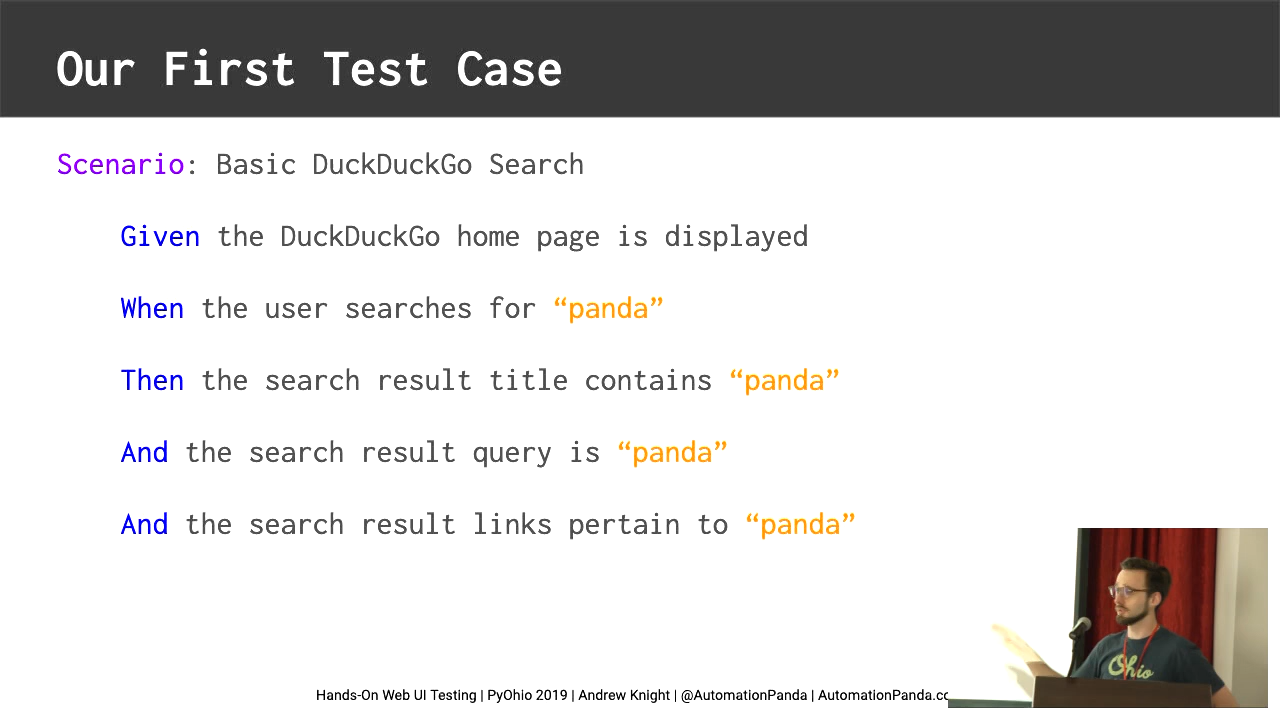 Our First Test Case
Scenario: Basic DuckDuckGo Search
Given the DuckDuckGo home page is displayed
When the user searches for “panda”
Then the search result title contains “panda”
And the search result query is “panda”
And the search result links pertain to “panda”
Hands-On Web UI Testing | PyOhio 2019 | Andrew Knight | @AutomationPanda | AutomationPanda.co
Ohio